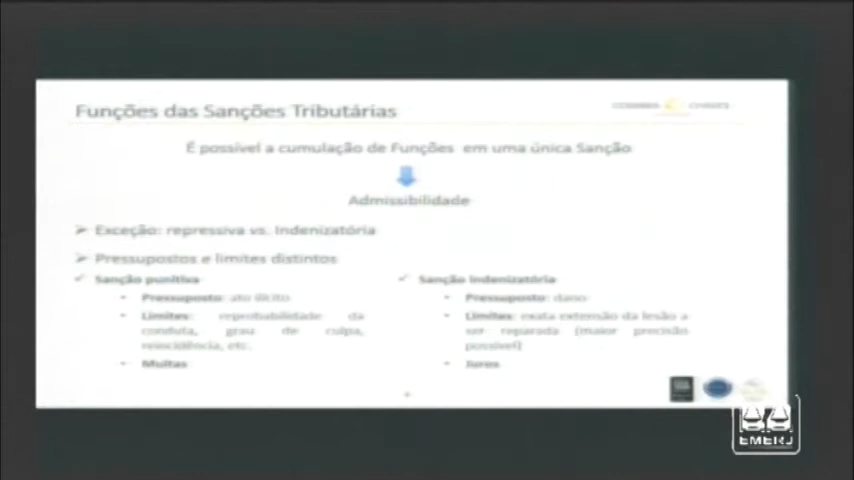 Funções das Sanções Tributárias
É possível a cumulação de Funções em uma única Sanção
Admissibilidade
➢ Exceção: repressiva vs. Indenizatória
➢ Pressupostos e limites distintos
✓ Sanção punitiva
• Pressuposto: ato ilícito
• Limites: reprobabilidade da
conduta, grau de culpa,
reincidência, etc.
• Multas
✓ Sanção indenizatória
• Pressuposto: dano
• Limites: exata extensão da lesão a
ser reparada (maior precisão
possível)
• Juros
EMERJ